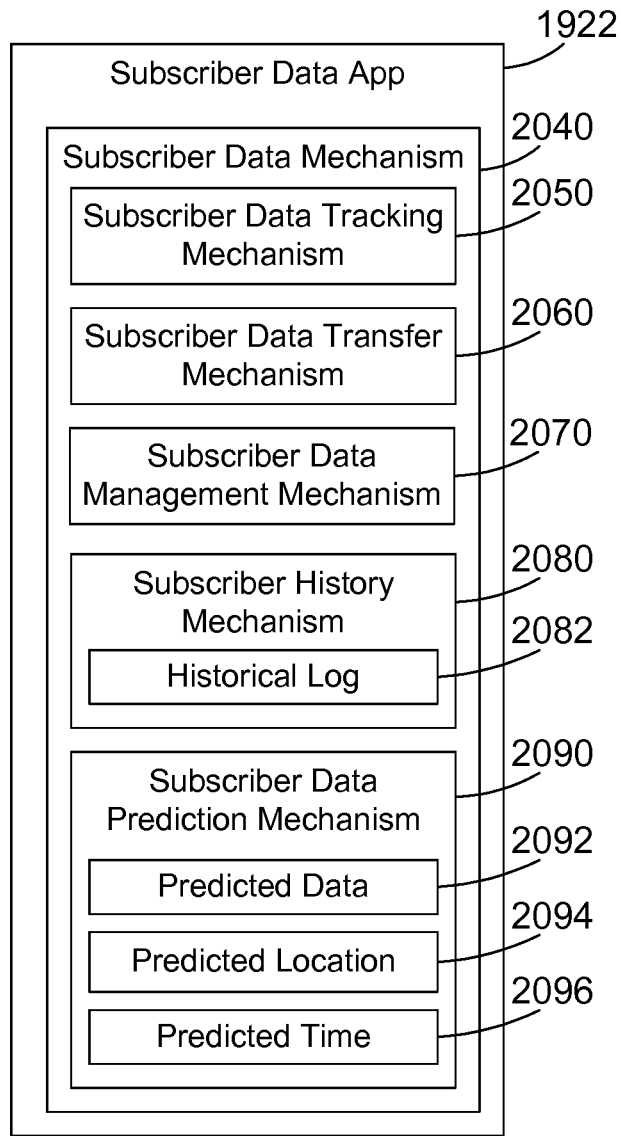 1922
Subscriber Data App
2040
Subscriber Data Mechanism
2050
Subscriber Data Tracking
Mechanism
2060
Subscriber Data Transfer
Mechanism
2070
Subscriber Data
Management Mechanism
2080
Subscriber History
Mechanism
2082
Historical Log
2090
Subscriber Data
Prediction Mechanism
2092
Predicted Data
2094
Predicted Location
2096
Predicted Time